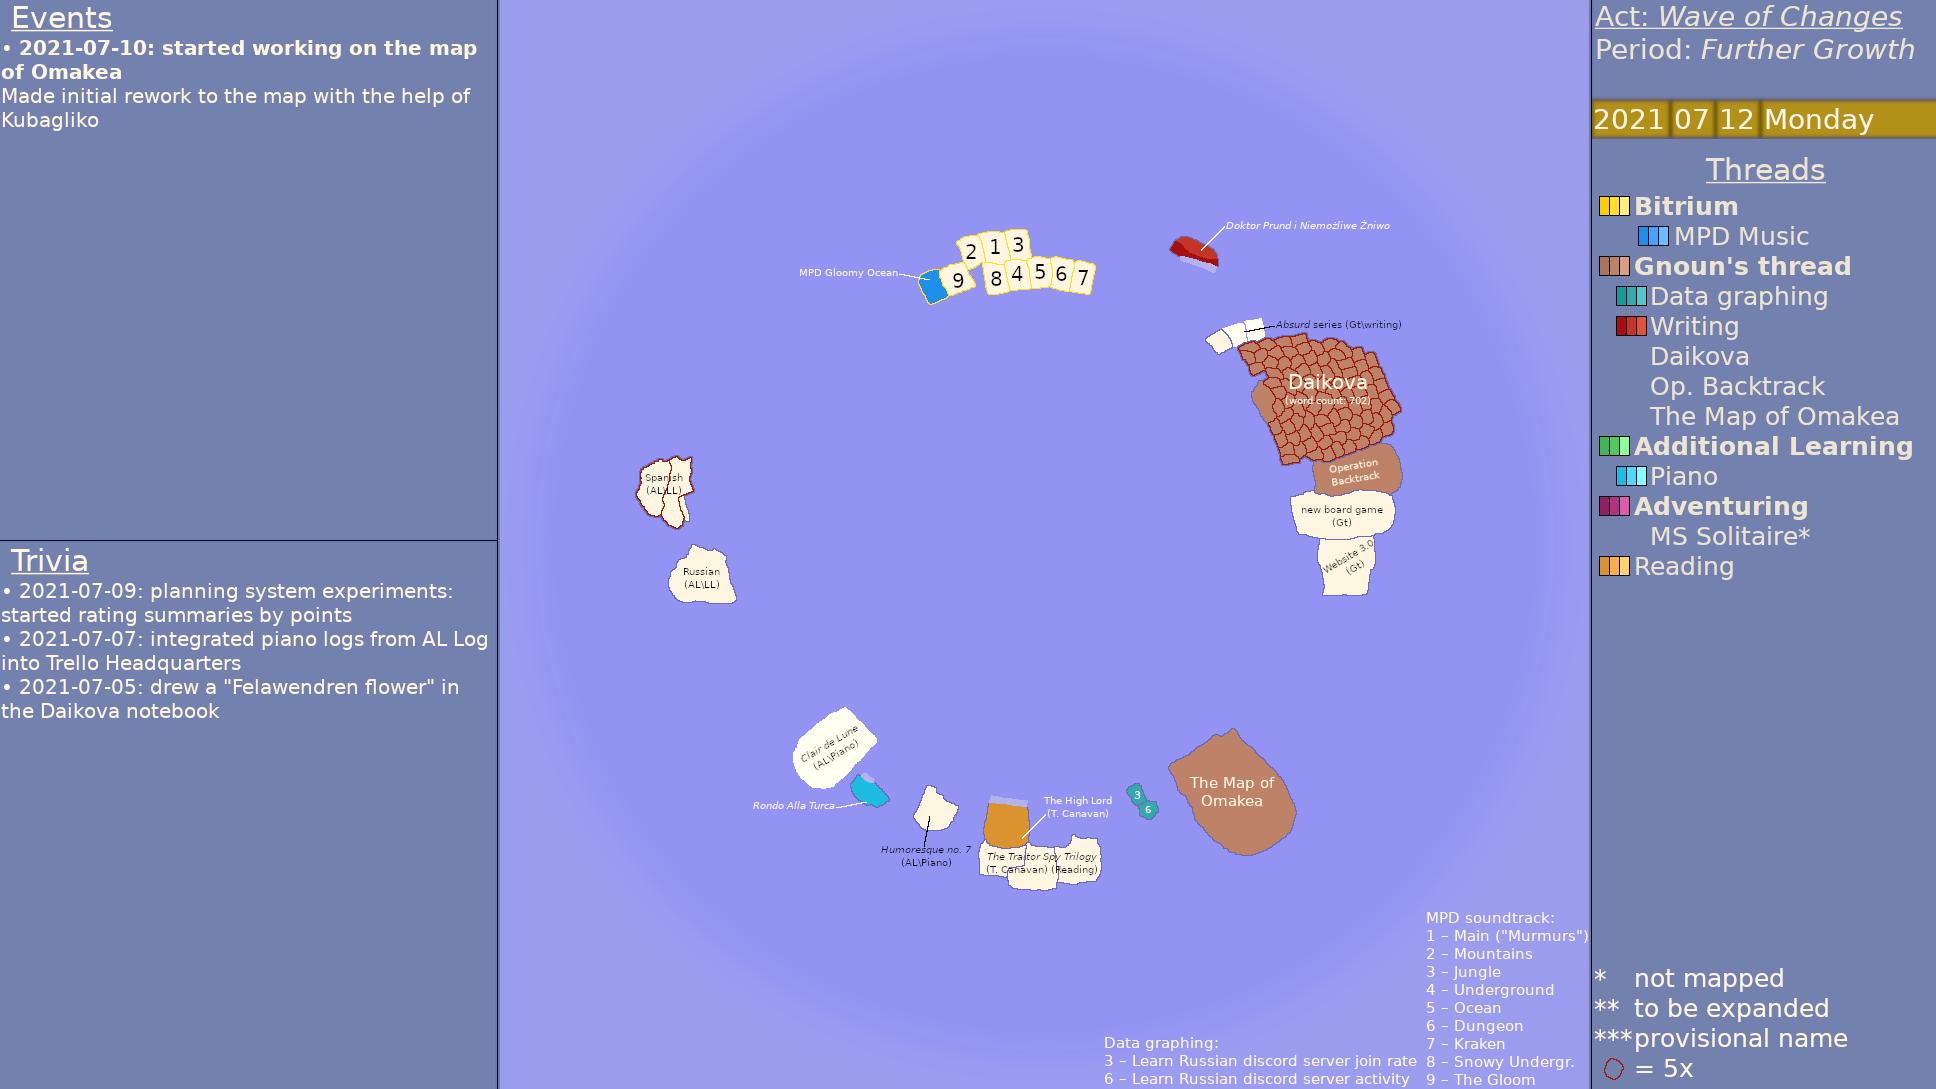 Events
• 2021-07-10: started working on the map
of Omakea
Made initial rework to the map with the help of
Kubagliko
Trivia
• 2021-07-09: planning system experiments:
started rating summaries by points
• 2021-07-07: integrated piano logs from AL Log
into Trello Headquarters
• 2021-07-05: drew a "Felawendren flower" in
the Daikova notebook
Doktor Prund i Niemożliwe Żniwo
2 1 3
MPD Gloomy Ocean
9 8 4 5 6 7
Absurd series (Gt\writing)
Daikova
(word count: 702)
Operation
Backtrack
Spanish
(AL\LL)
new board game
(Gt)
Website 3.0
(Gt)
Russian
(AL\LL)
Clair de Lune
(AL\Piano)
Rondo Alla Turca
Humoresque no. 7
(AL\Piano)
The High Lord
(T. Canavan)
The Traitor Spy Trilogy
(T. Canavan) (Reading)
3
6
The Map of
Omakea
Data graphing:
3 – Learn Russian discord server join rate
6 – Learn Russian discord server activity
MPD soundtrack:
1 – Main ("Murmurs")
2 – Mountains
3 – Jungle
4 – Underground
5 – Ocean
6 – Dungeon
7 – Kraken
8 – Snowy Undergr.
9 – The Gloom
Act: Wave of Changes
Period: Further Growth
2021 07 12 Monday
Threads
Bitrium
MPD Music
Gnoun's thread
Data graphing
Writing
Daikova
Op. Backtrack
The Map of Omakea
Additional Learning
Piano
Adventuring
MS Solitaire*
Reading
* not mapped
** to be expanded
*** provisional name
= 5x